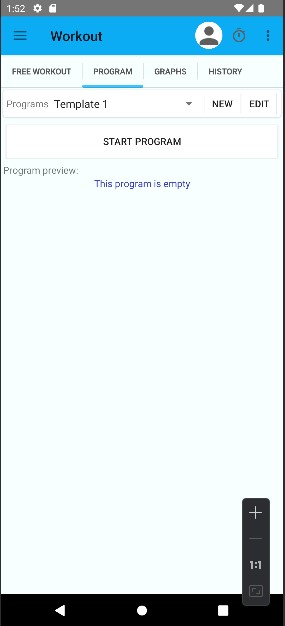 1:52
Workout
FREE WORKOUT PROGRAM GRAPHS HISTORY
Programs Template 1 NEW EDIT
START PROGRAM
Program preview:
This program is empty
1:1